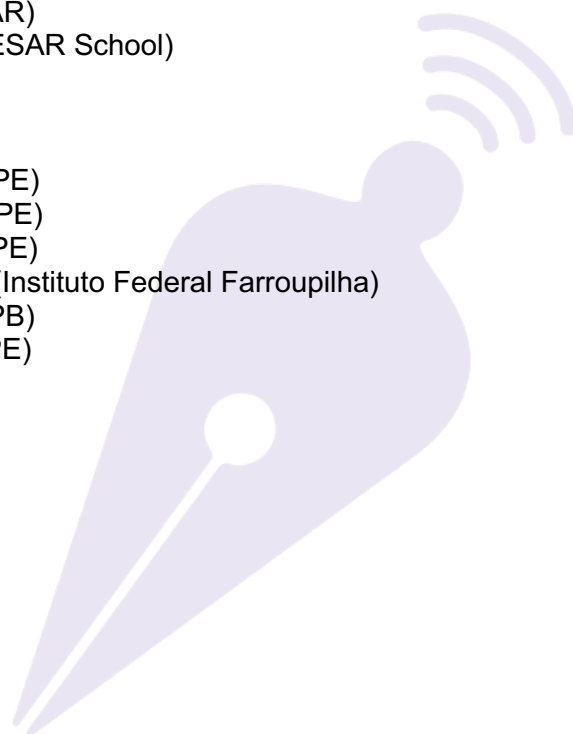 AR)
ESAR School)
PE)
PE)
PE)
(Instituto Federal Farroupilha)
PB)
PE)